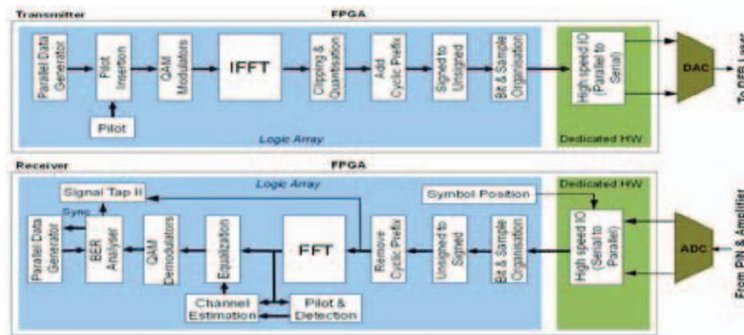 Transmitter FPGA
Parallel Data
Generator
Pilot
Insertion
QAM
Modulators
IFFT
Clipping &
Quantisation
Add
Cyclic Prefix
Signed to
Unsigned
Bit & Sample
Organisation
High speed IO
(Parallel to
Serial)
DAC
To DFB Laser
Pilot
Logic Array
Dedicated HW
Receiver FPGA
Signal Tap II
Logic Array
Symbol Position
Dedicated HW
Sync
Parallel Data
Generator
BER
Analyser
QAM
Demodulators
Equalization
FFT
Remove
Cyclic Prefix
Unsigned to
Signed
Bit & Sample
Organisation
High speed IO
(Serial to
Parallel)
ADC
From PIN & Amplifier
Channel
Estimation
Pilot &
Detection